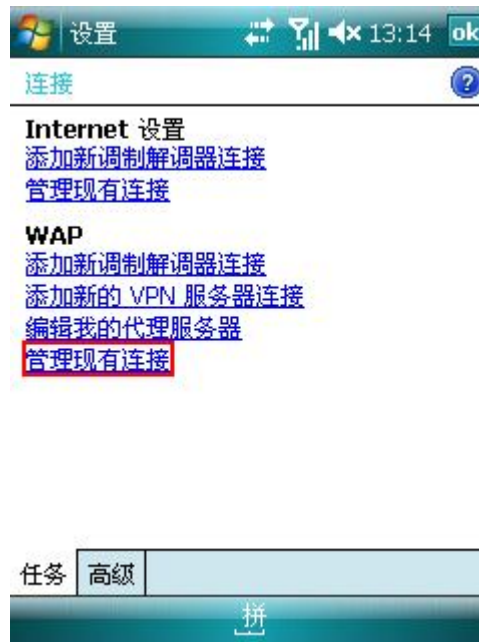 设置 13:14 ok
连接 ?
Internet 设置
添加新调制解调器连接
管理现有连接
WAP
添加新调制解调器连接
添加新的 VPN 服务器连接
编辑我的代理服务器
管理现有连接
任务 高级
拼